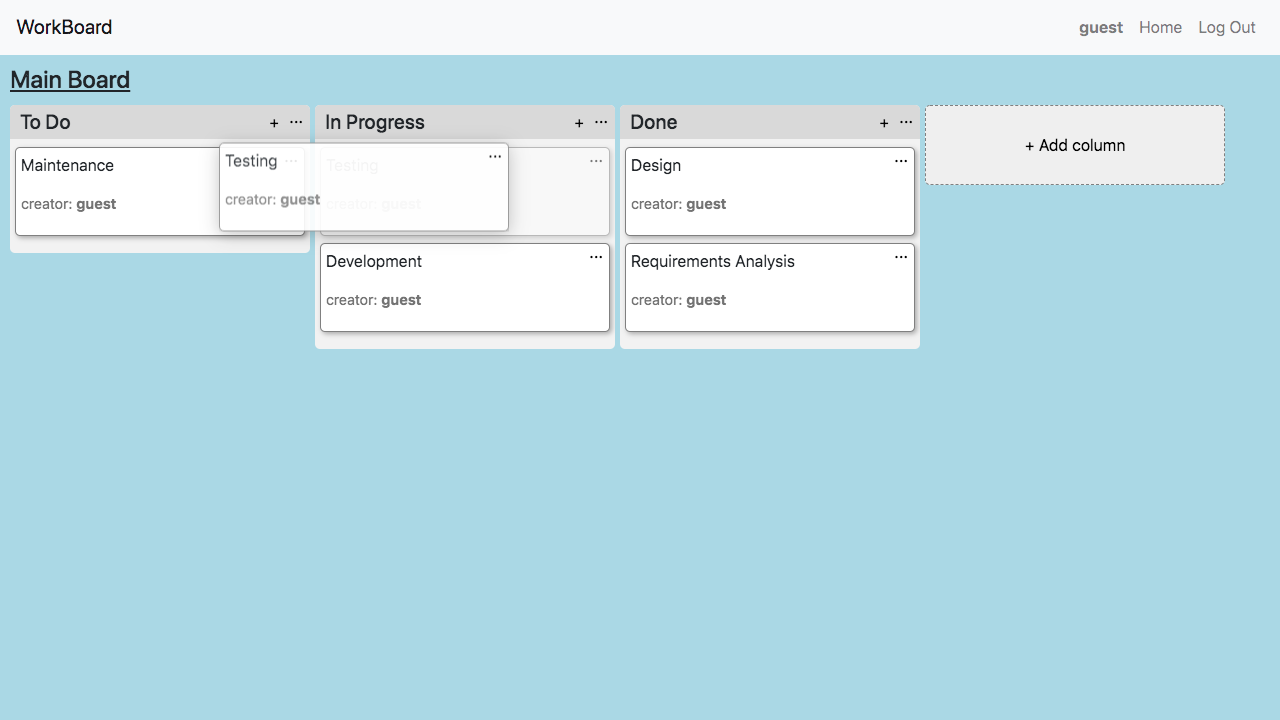 WorkBoard
guest Home Log Out
Main Board
To Do + ...
Maintenance ...
creator: guest
In Progress + ...
Testing ...
creator: guest
Testing ...
creator: guest
Development ...
creator: guest
Done + ...
Design ...
creator: guest
Requirements Analysis ...
creator: guest
+ Add column